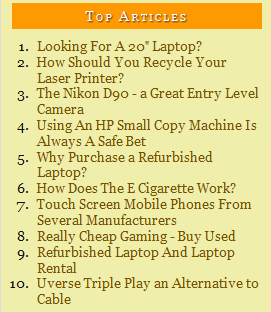 Top Articles
1. Looking For A 20" Laptop?
2. How Should You Recycle Your
Laser Printer?
3. The Nikon D90 - a Great Entry Level
Camera
4. Using An HP Small Copy Machine Is
Always A Safe Bet
5. Why Purchase a Refurbished
Laptop?
6. How Does The E Cigarette Work?
7. Touch Screen Mobile Phones From
Several Manufacturers
8. Really Cheap Gaming - Buy Used
9. Refurbished Laptop And Laptop
Rental
10. Uverse Triple Play an Alternative to
Cable